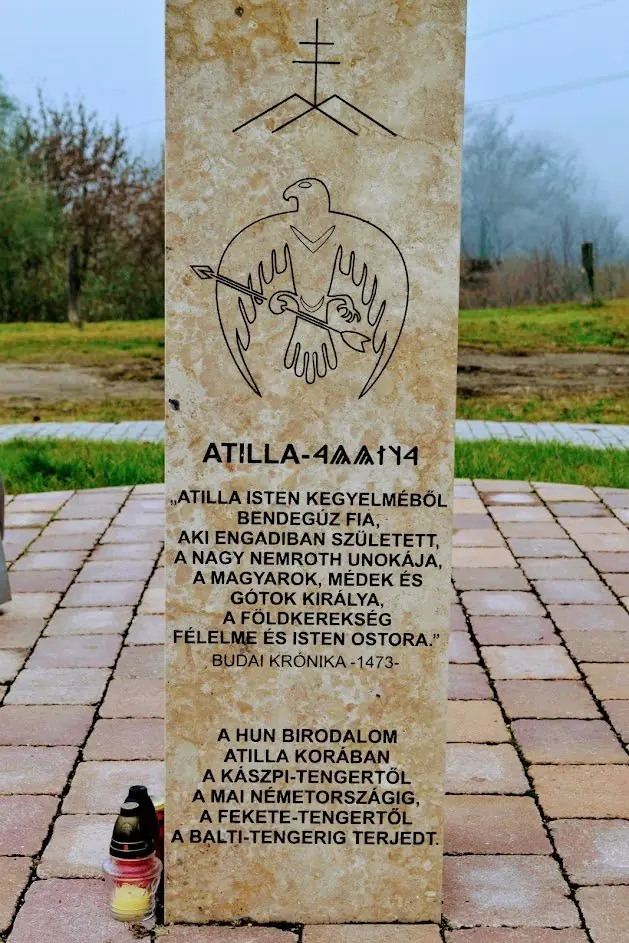 ATILLA-𐲀𐲦𐲐𐲖𐲖𐲀
„ATILLA ISTEN KEGYELMÉBŐL
BENDEGÚZ FIA,
AKI ENGADIBAN SZÜLETETT,
A NAGY NEMROTH UNOKÁJA,
A MAGYAROK, MÉDEK ÉS
GÓTOK KIRÁLYA,
A FÖLDKEREKSÉG
FÉLELME ÉS ISTEN OSTORA.”
BUDAI KRÓNIKA -1473-
A HUN BIRODALOM
ATILLA KORÁBAN
A KÁSZPI-TENGERTŐL
A MAI NÉMETORSZÁGIG,
A FEKETE-TENGERTŐL
A BALTI-TENGERIG TERJEDT.